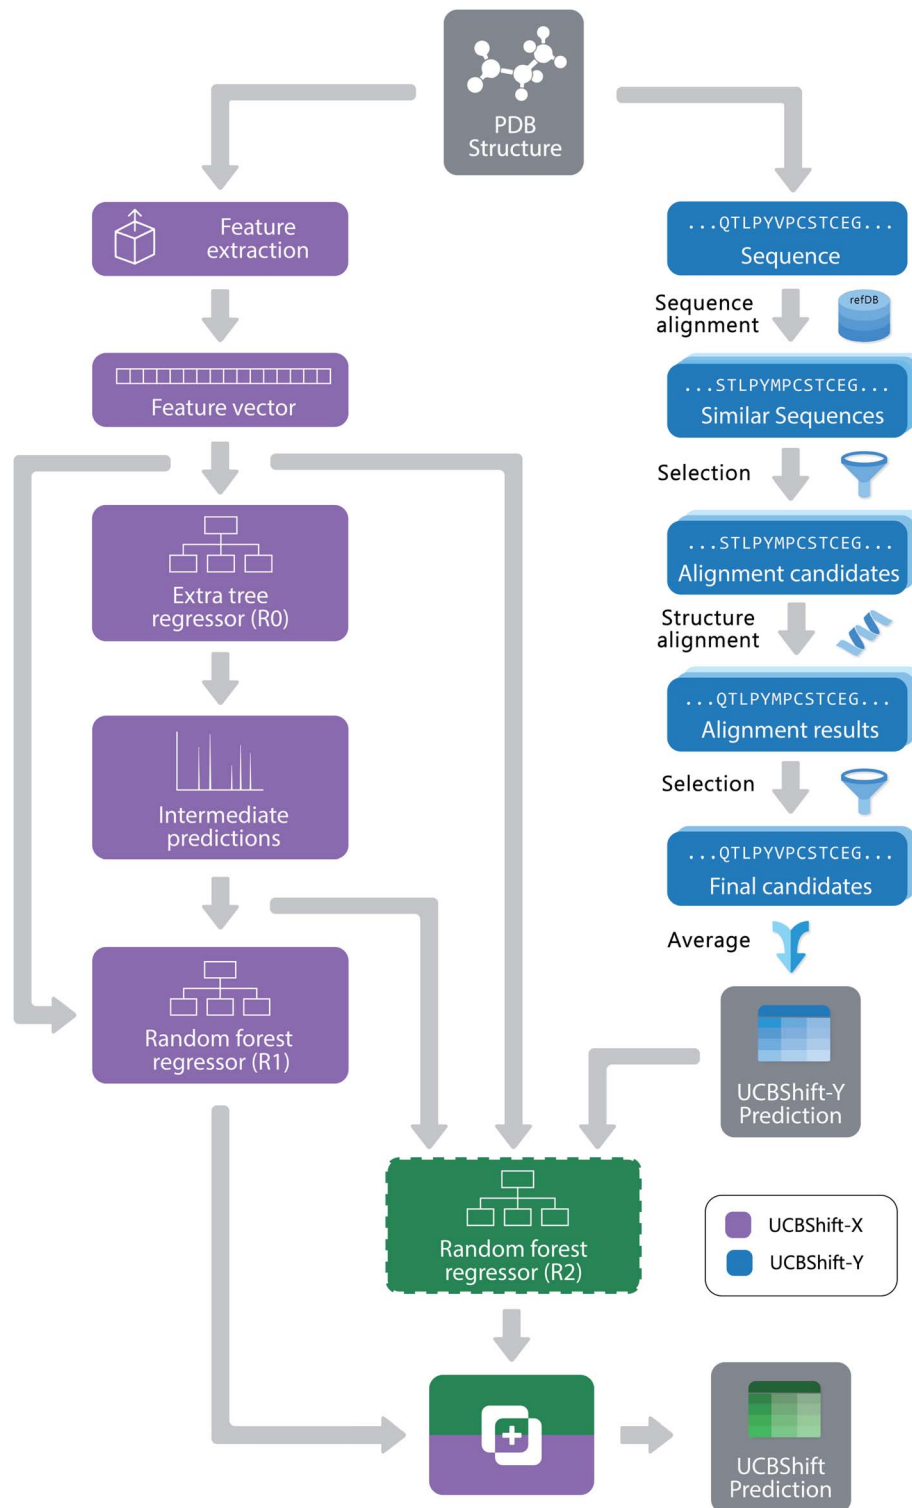 PDB
Structure
Feature
extraction
Feature vector
Extra tree
regressor (R0)
Intermediate
predictions
Random forest
regressor (R1)
...QTLPYVPCSTCEG...
Sequence
Sequence
alignment
refDB
...STLPYMPCSTCEG...
Similar Sequences
Selection
...STLPYMPCSTCEG...
Alignment candidates
Structure
alignment
...QTLPYMPCSTCEG...
Alignment results
Selection
...QTLPYVPCSTCEG...
Final candidates
Average
UCBShift-Y
Prediction
Random forest
regressor (R2)
UCBShift-X
UCBShift-Y
UCBShift
Prediction